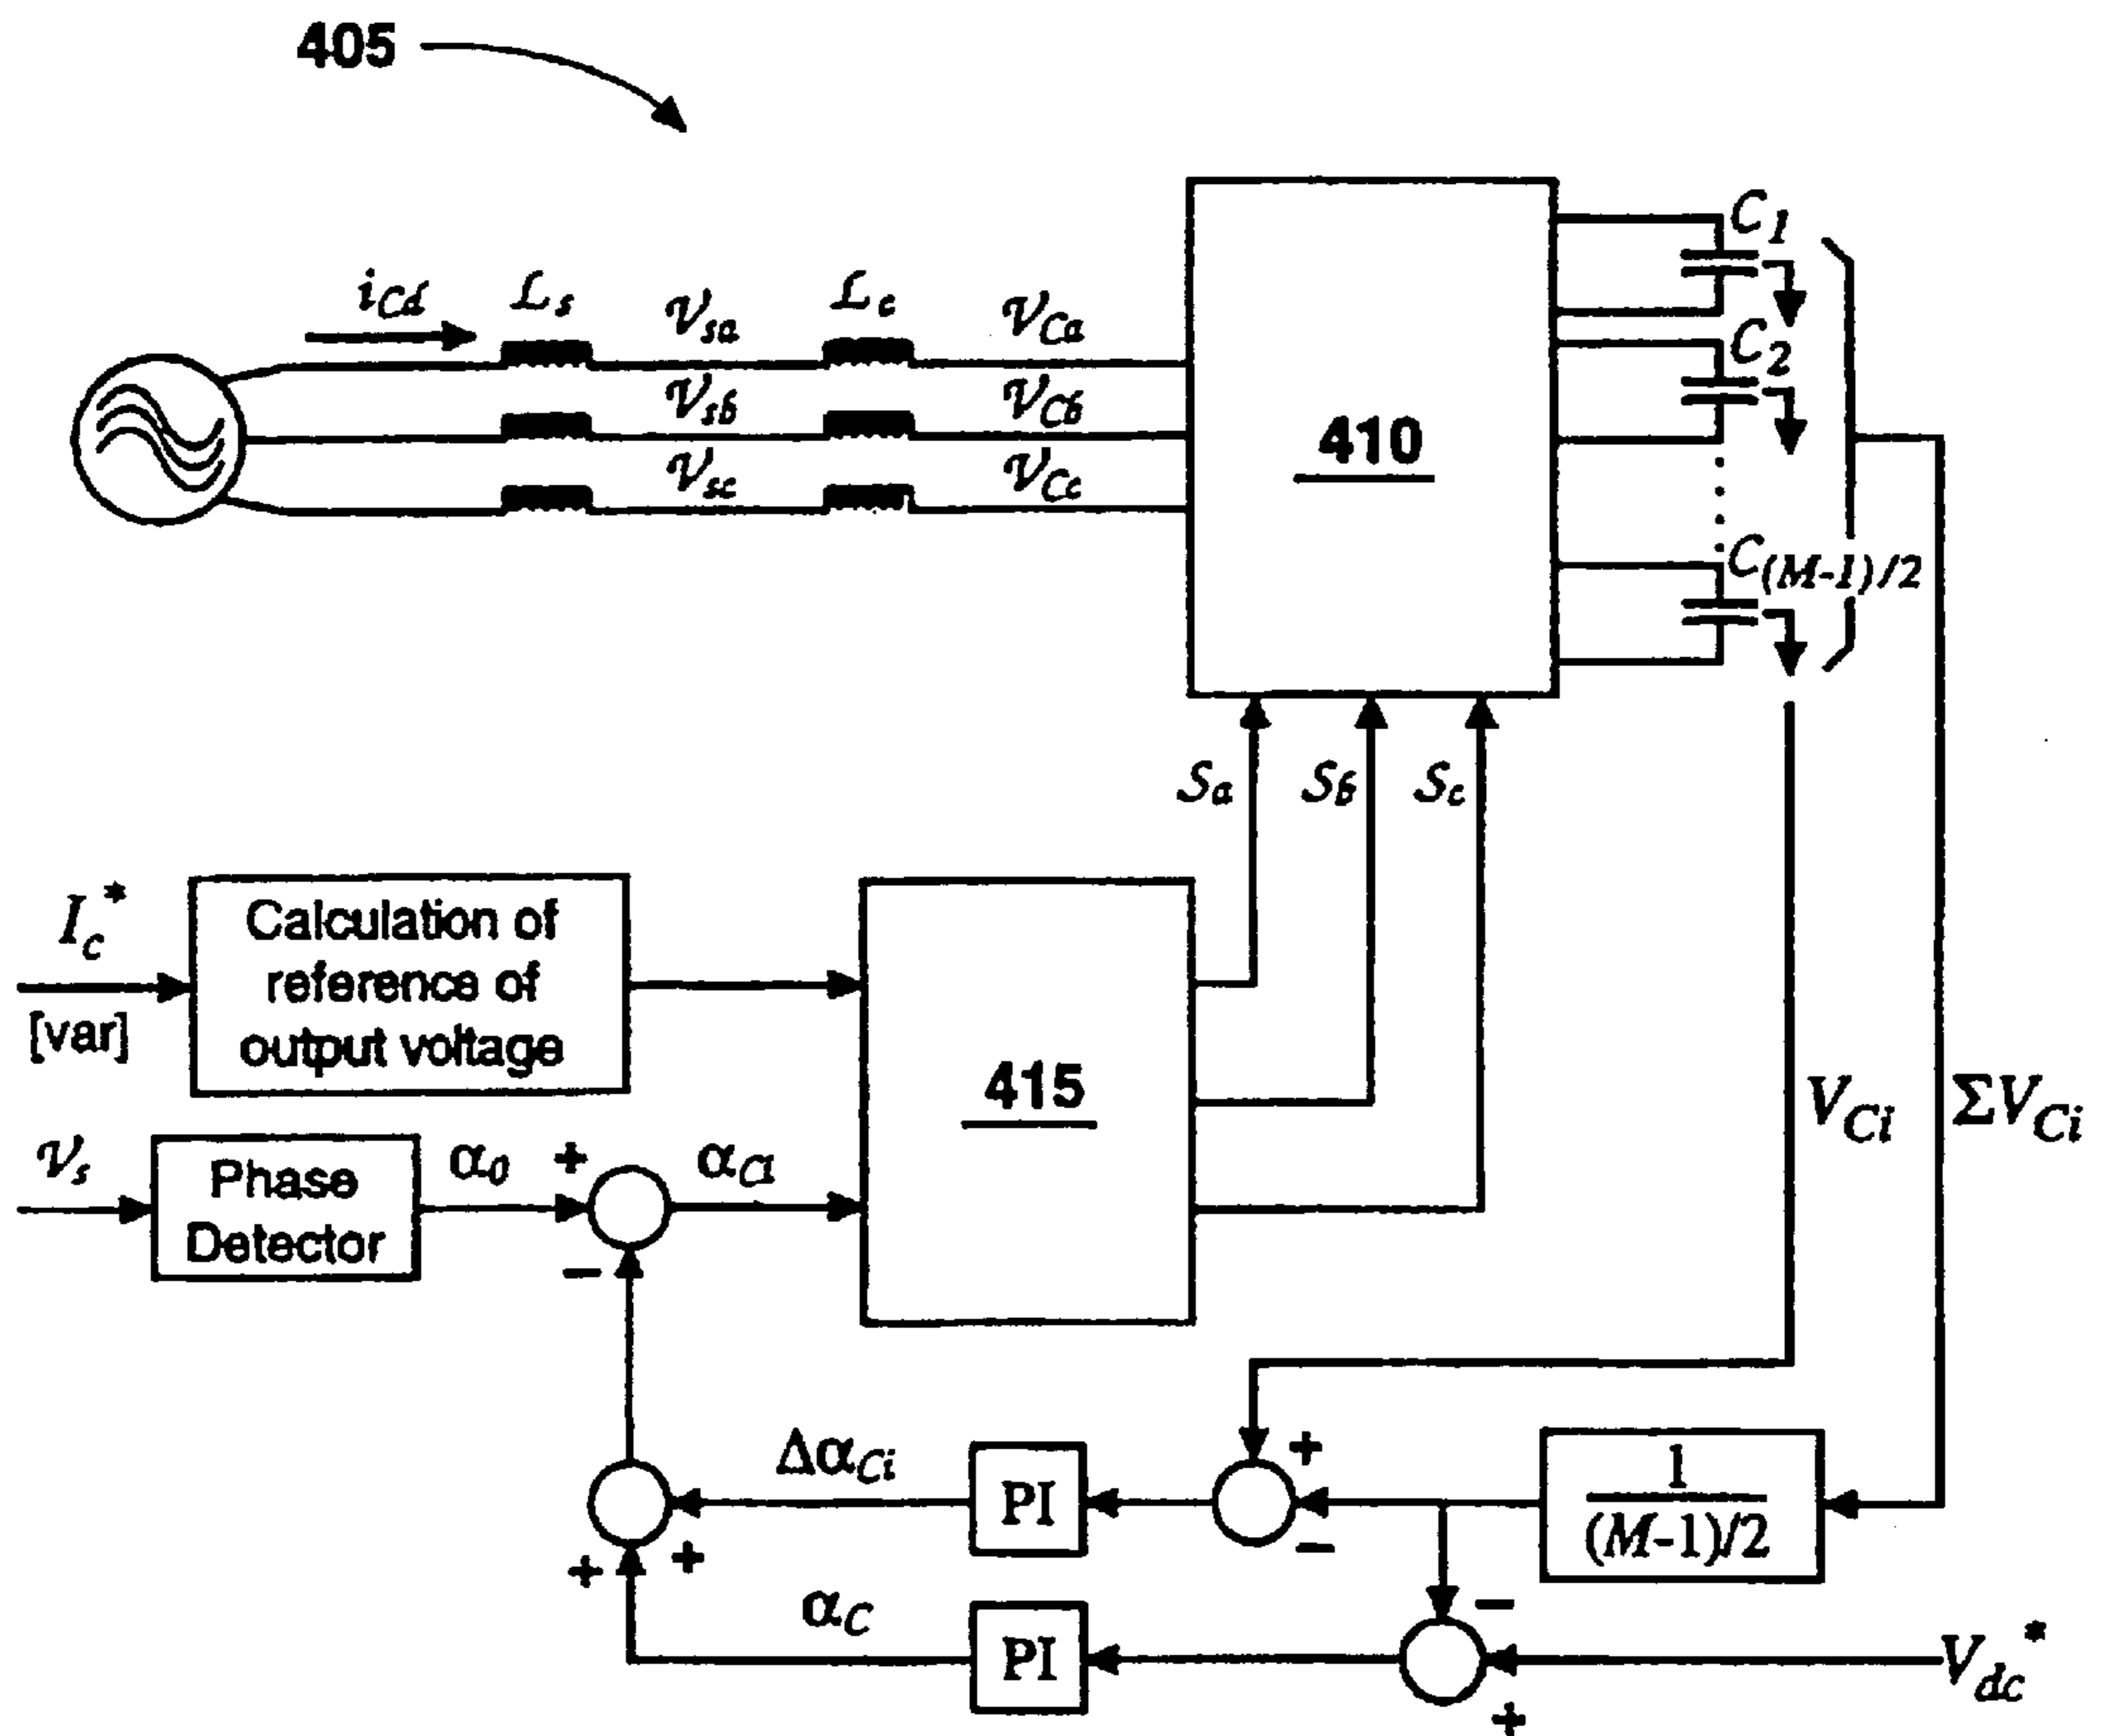 405
C1
iCd Ls Vsa Lc VCa
C2
Vsb VCb
410
Vsc VCc
C(M-1)/2
Sa Sb Sc
Ic*
[var]
Calculation of
reference of
output voltage
415
VCi ΣVCi
Vs
Phase
Detector
α0 + αCi
−
ΔαCi PI + 1/(M-1)/2
−
+ +
αC PI −
Vdc*
+